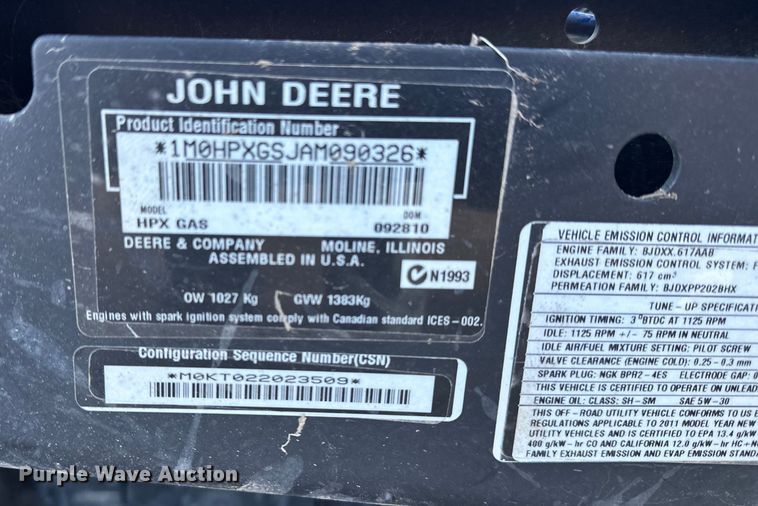 JOHN DEERE
Product Identification Number
*1M0HPXGSJAM090326*
MODEL DOM
HPX GAS 092810
DEERE & COMPANY MOLINE, ILLINOIS
ASSEMBLED IN U.S.A.
N1993
OW 1027 Kg GVW 1383Kg
Engines with spark ignition system comply with Canadian standard ICES-002.
Configuration Sequence Number(CSN)
*M0KT022023509*
VEHICLE EMISSION CONTROL INFORMAT
ENGINE FAMILY: BJDXX.617AAB
EXHAUST EMISSION CONTROL SYSTEM: F
DISPLACEMENT: 617 cm³
PERMEATION FAMILY: BJDXPP202BHX
TUNE - UP SPECIFICAT
IGNITION TIMING: 3 °BTDC AT 1125 RPM
IDLE: 1125 RPM +/- 75 RPM IN NEUTRAL
IDLE AIR/FUEL MIXTURE SETTING: PILOT SCREW
VALVE CLEARANCE (ENGINE COLD): 0.25 - 0.3 mm
SPARK PLUG: NGK BPR2 - 4ES ELECTRODE GAP: 0
THIS VEHICLE IS CERTIFIED TO OPERATE ON UNLEAD
ENGINE OIL: CLASS: SH-SM SAE 5W-30
THIS OFF - ROAD UTILITY VEHICLE CONFORMS TO US E
REGULATIONS APPLICABLE TO 2011 MODEL YEAR NEW
UTILITY VEHICLES AND IS CERTIFIED TO EPA 13.4 g/kW
400 g/kW-hr CO AND CALIFORNIA 12.0 g/kW-hr HC+N
FAMILY EXHAUST EMISSION AND EVAP EMISSION STANDA
Purple Wave Auction